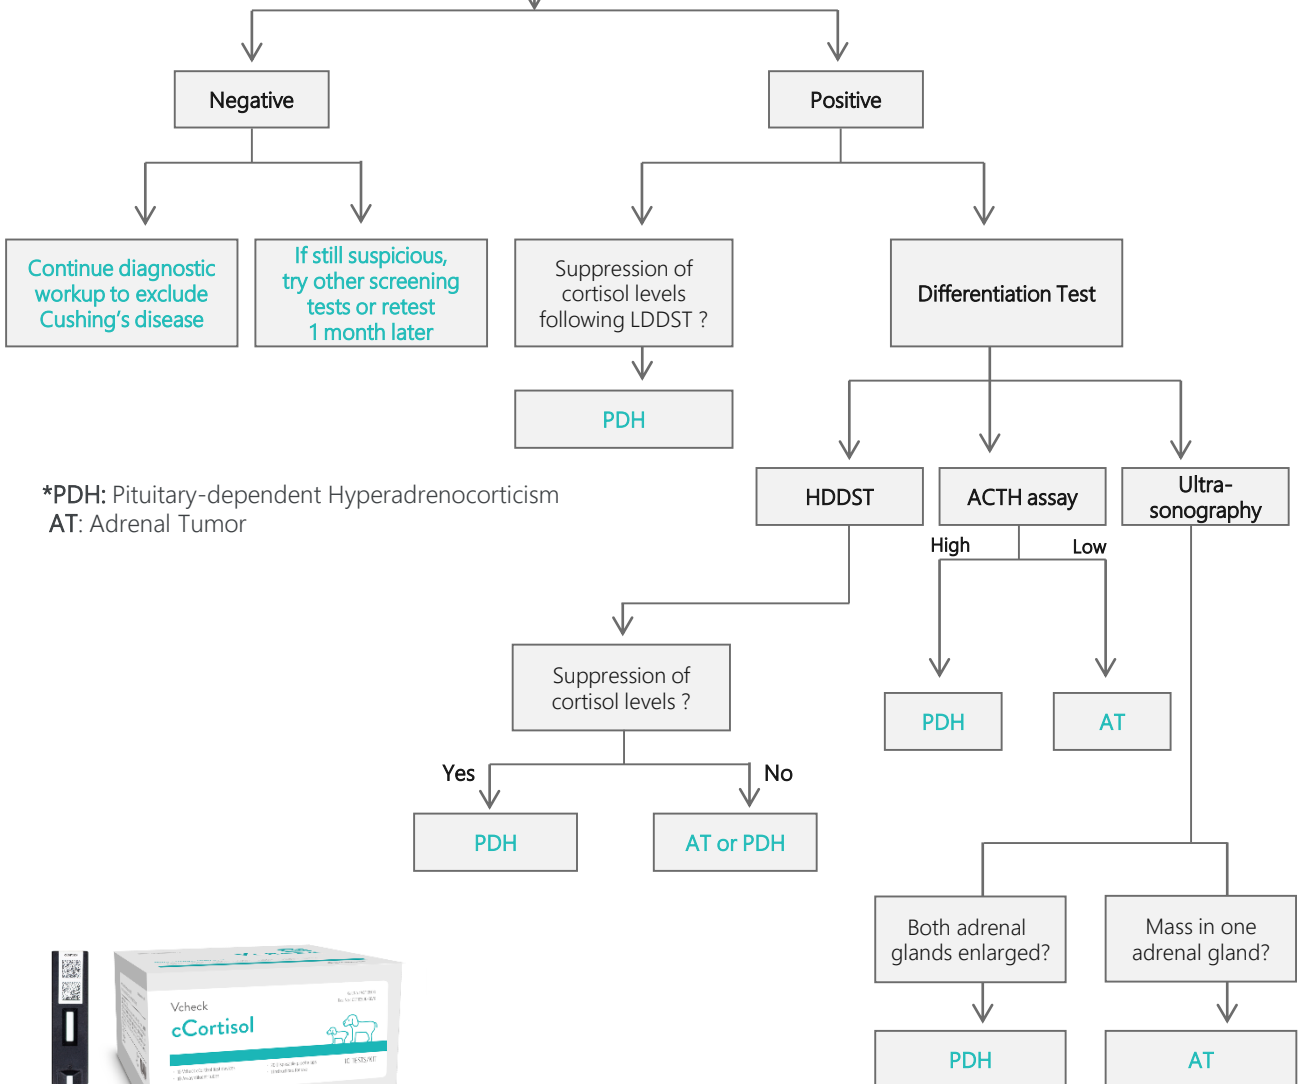 Negative
Positive
Continue diagnostic
workup to exclude
Cushing's disease
If still suspicious,
try other screening
tests or retest
1 month later
Suppression of
cortisol levels
following LDDST ?
Differentiation Test
PDH
*PDH: Pituitary-dependent Hyperadrenocorticism
AT: Adrenal Tumor
HDDST
ACTH assay
Ultra-
sonography
High
Low
Suppression of
cortisol levels ?
PDH
AT
Yes
No
PDH
AT or PDH
Both adrenal
glands enlarged?
Mass in one
adrenal gland?
PDH
AT
Vcheck
cCortisol